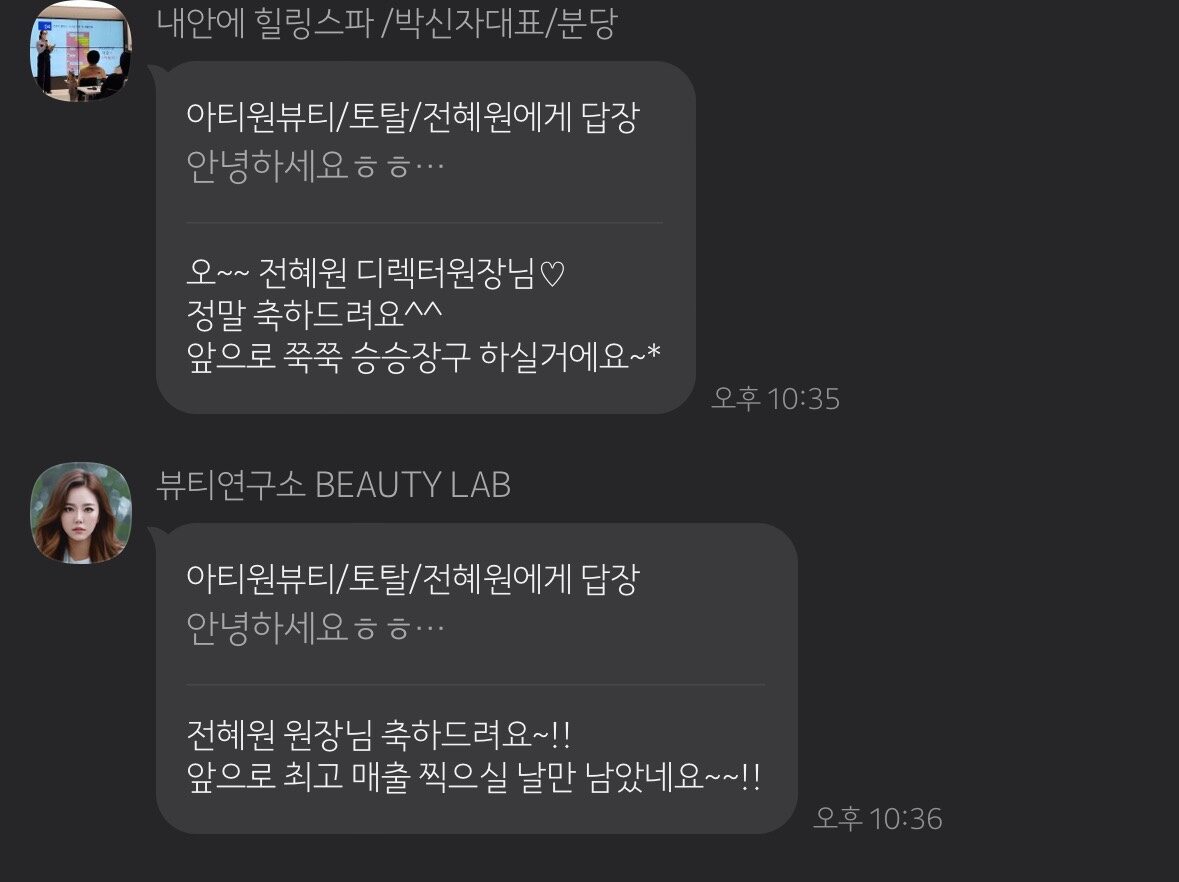 내안에 힐링스파 /박신자대표/분당
아티원뷰티/토탈/전혜원에게 답장
안녕하세요ㅎㅎ…
오~~ 전혜원 디렉터원장님♡
정말 축하드려요^^
앞으로 쭉쭉 승승장구 하실거에요~*
오후 10:35
뷰티연구소 BEAUTY LAB
아티원뷰티/토탈/전혜원에게 답장
안녕하세요ㅎㅎ…
전혜원 원장님 축하드려요~!!
앞으로 최고 매출 찍으실 날만 남았네요~~!!
오후 10:36